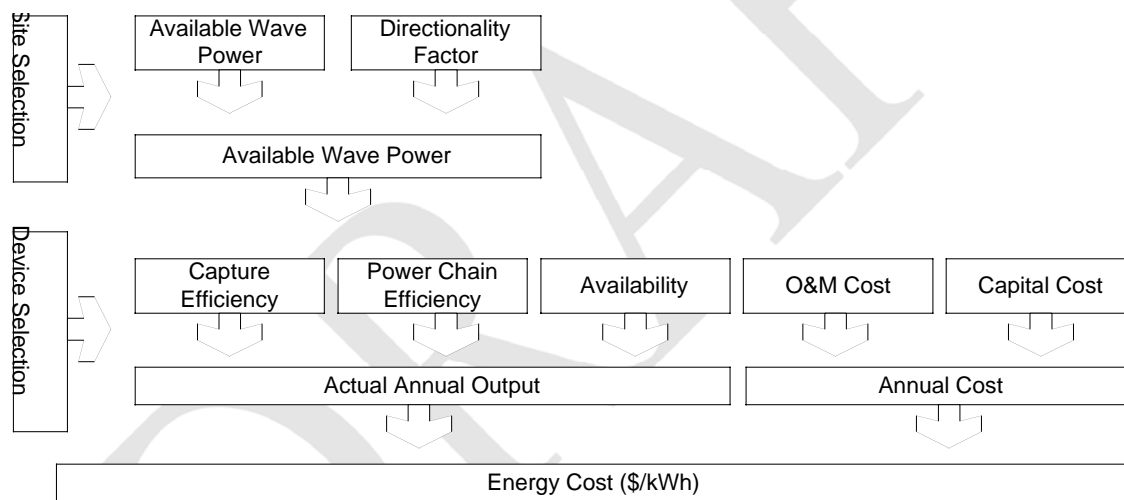 Site Selection
Available Wave
Power
Directionality
Factor
Available Wave Power
Device Selection
Capture
Efficiency
Power Chain
Efficiency
Availability
O&M Cost
Capital Cost
Actual Annual Output
Annual Cost
Energy Cost ($/kWh)
DRAFT